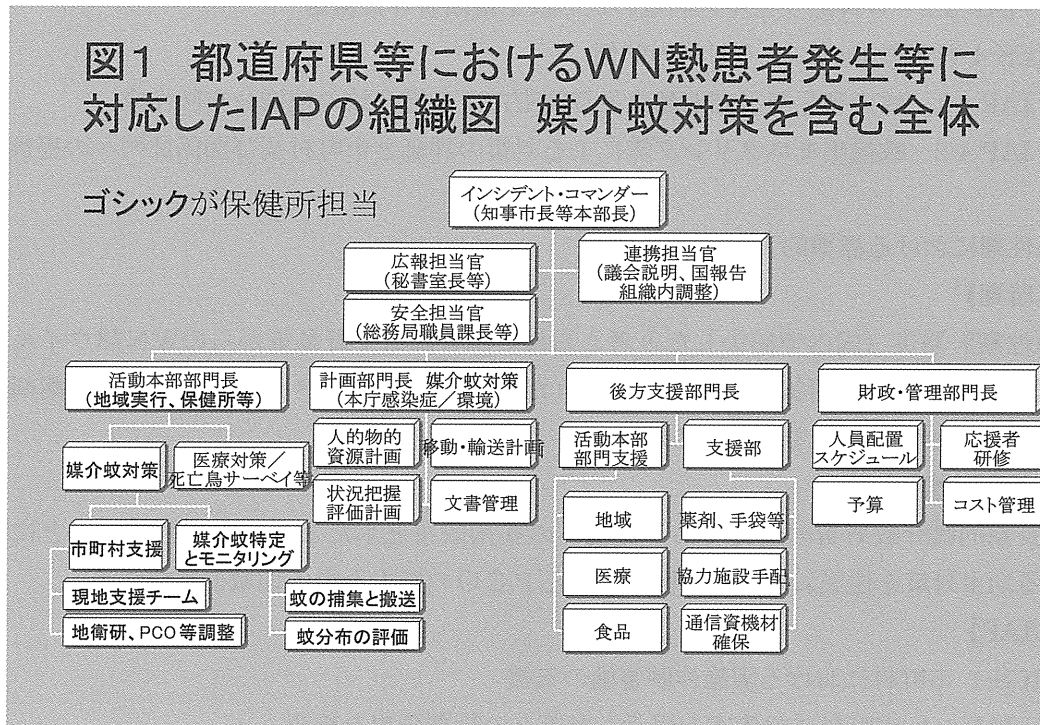 図1 都道府県等におけるWN熱患者発生等に
対応したIAPの組織図 媒介蚊対策を含む全体
ゴシックが保健所担当
インシデント・コマンダー
(知事市長等本部長)
広報担当官
(秘書室長等)
連携担当官
(議会説明、国報告
組織内調整)
安全担当官
(総務局職員課長等)
活動本部部門長
(地域実行、保健所等)
計画部門長 媒介蚊対策
(本庁感染症/環境)
後方支援部門長
財政・管理部門長
媒介蚊対策
医療対策/
死亡鳥サーベイ等
人的物的
資源計画
移動・輸送計画
状況把握
評価計画
文書管理
活動本部
部門支援
支援部
人員配置
スケジュール
応援者
研修
予算
コスト管理
市町村支援
媒介蚊特定
とモニタリング
現地支援チーム
地衛研、PCO等調整
蚊の捕集と搬送
蚊分布の評価
地域
医療
食品
薬剤、手袋等
協力施設手配
通信資機材
確保